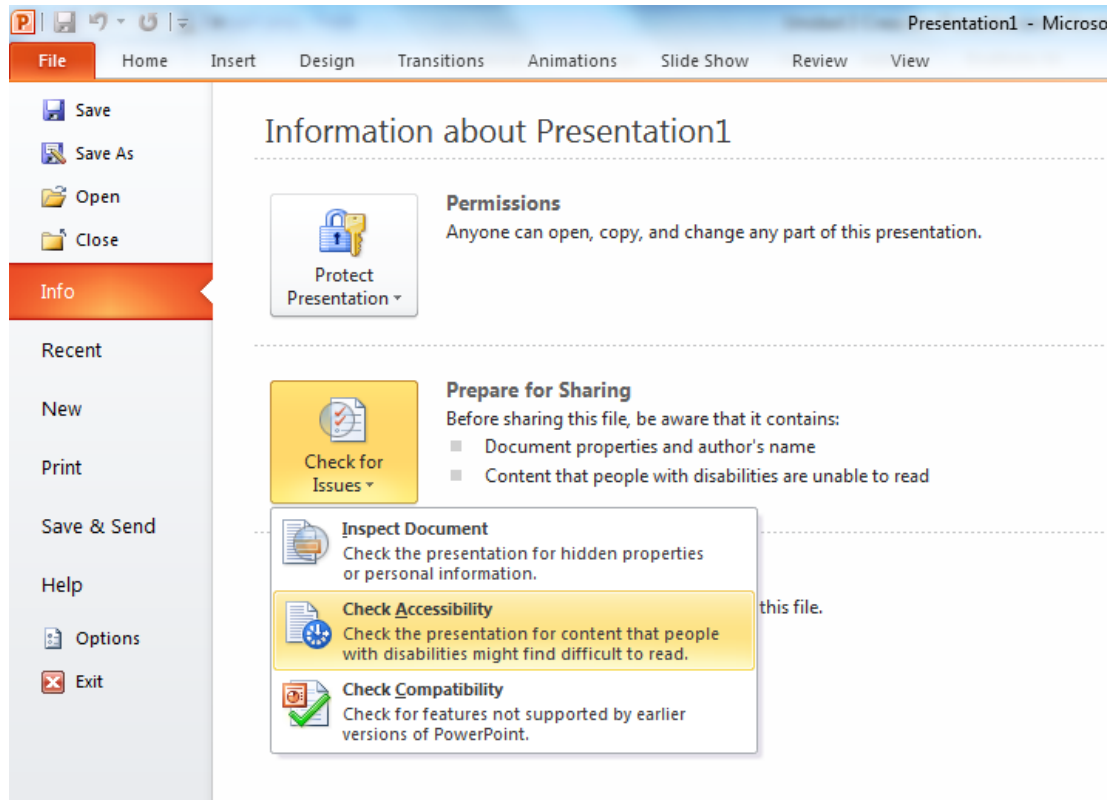 Presentation1 - Microso
File Home Insert Design Transitions Animations Slide Show Review View
Save
Save As
Open
Close
Info
Recent
New
Print
Save & Send
Help
Options
Exit
Information about Presentation1
Protect
Presentation
Permissions
Anyone can open, copy, and change any part of this presentation.
Check for
Issues
Prepare for Sharing
Before sharing this file, be aware that it contains:
Document properties and author's name
Content that people with disabilities are unable to read
Inspect Document
Check the presentation for hidden properties
or personal information.
this file.
Check Accessibility
Check the presentation for content that people
with disabilities might find difficult to read.
Check Compatibility
Check for features not supported by earlier
versions of PowerPoint.